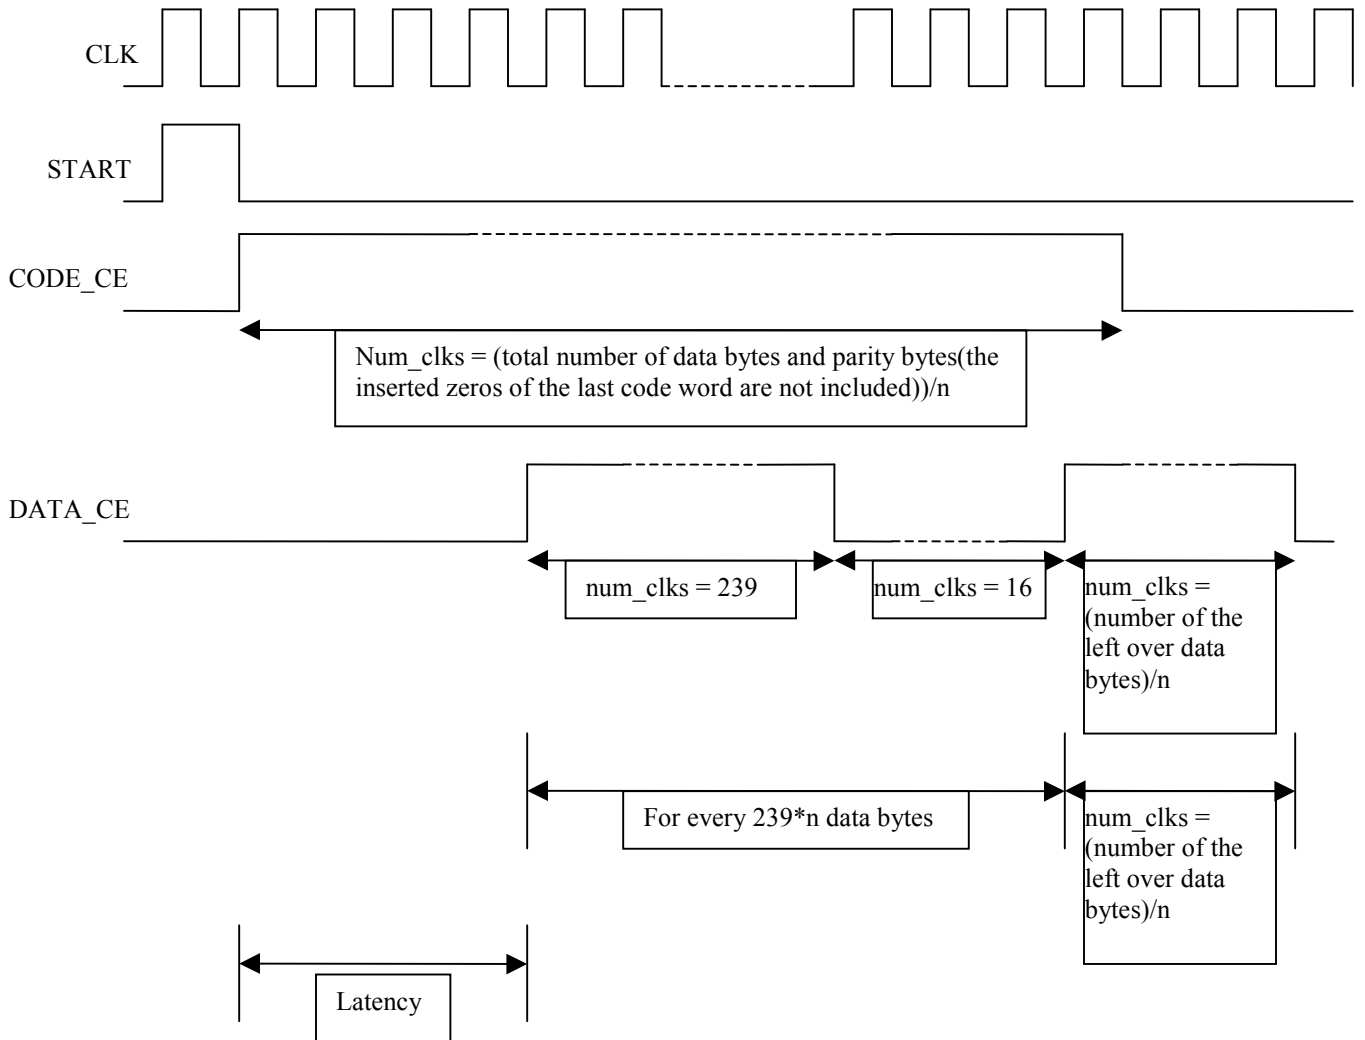 CLK
START
CODE_CE
Num_clks = (total number of data bytes and parity bytes(the
inserted zeros of the last code word are not included))/n
DATA_CE
num_clks = 239
num_clks = 16
num_clks =
(number of the
left over data
bytes)/n
For every 239*n data bytes
num_clks =
(number of the
left over data
bytes)/n
Latency